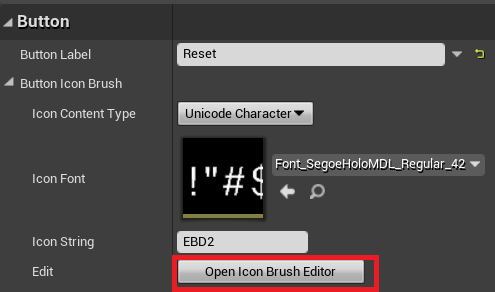 Button
Button Label Reset
Button Icon Brush
Icon Content Type Unicode Character
Icon Font !"#$ Font_SegoeHoloMDL_Regular_42
Icon String EBD2
Edit Open Icon Brush Editor